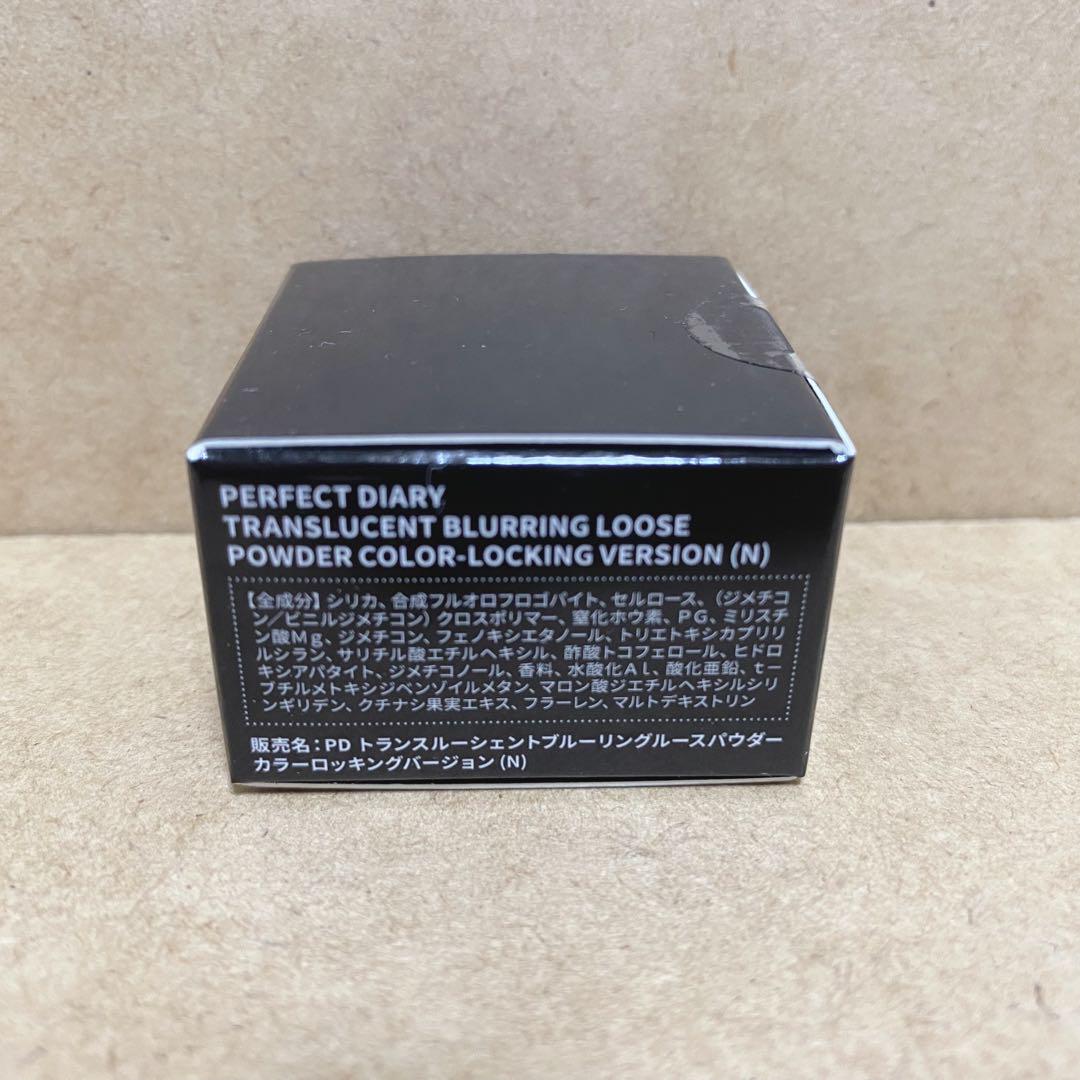 PERFECT DIARY
TRANSLUCENT BLURRING LOOSE
POWDER COLOR-LOCKING VERSION (N)
【全成分】シリカ、合成フルオロフロゴパイト、セルロース、(ジメチコ
ン/ビニルジメチコン)クロスポリマー、窒化ホウ素、PG、ミリスチ
ン酸Mg、ジメチコン、フェノキシエタノール、トリエトキシカプリリ
ルシラン、サリチル酸エチルヘキシル、酢酸トコフェロール、ヒドロ
キシアパタイト、ジメチコノール、香料、水酸化Al、酸化亜鉛、t-
ブチルメトキシジベンゾイルメタン、マロン酸ジエチルヘキシルシリ
ンギリデン、クチナシ果実エキス、フラーレン、マルトデキストリン
販売名:PD トランスルーシェントブルーリングルースパウダー
カラーロッキングバージョン(N)